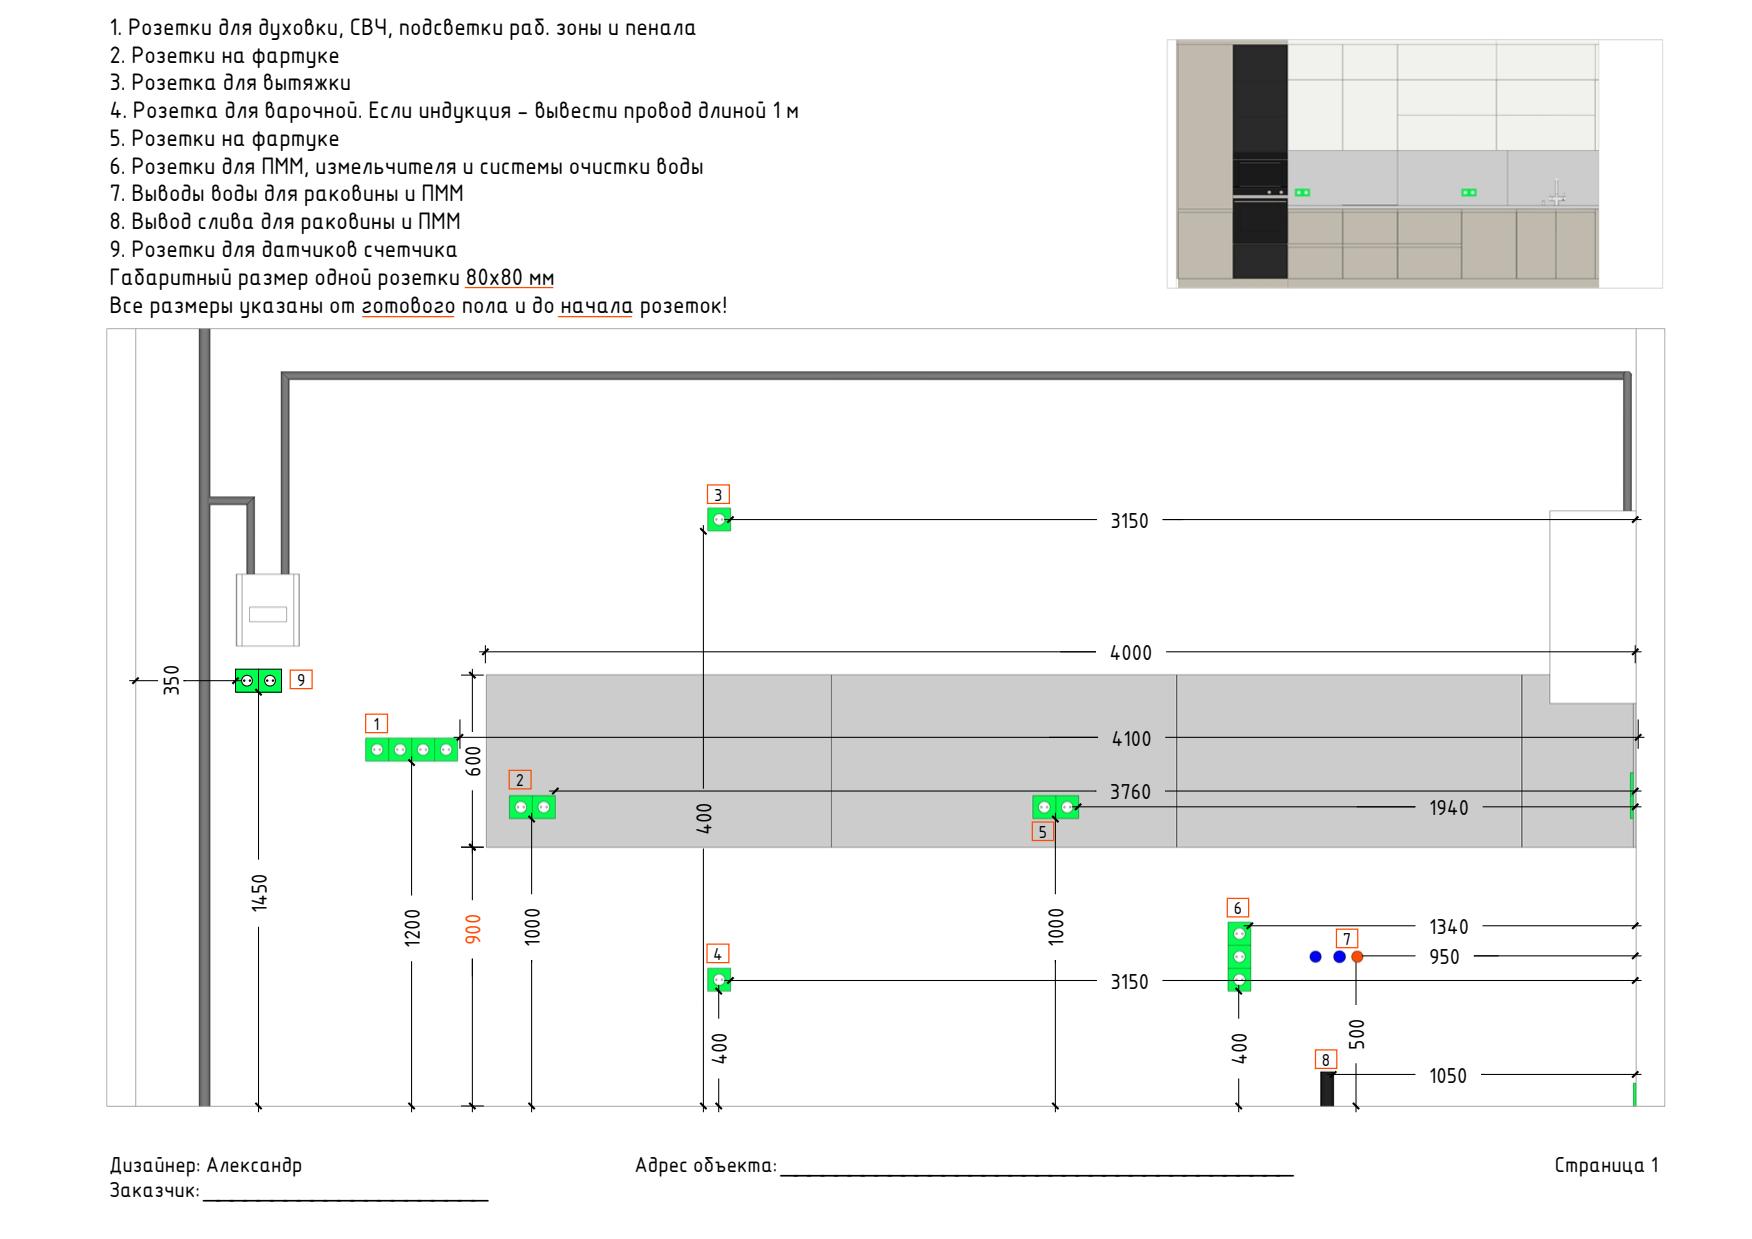 1. Розетки для духовки, СВЧ, подсветки раб. зоны и пенала
2. Розетки на фартуке
3. Розетка для вытяжки
4. Розетка для варочной. Если индукция – вывести провод длиной 1 м
5. Розетки на фартуке
6. Розетки для ПММ, измельчителя и системы очистки воды
7. Выводы воды для раковины и ПММ
8. Вывод слива для раковины и ПММ
9. Розетки для датчиков счетчика
Габаритный размер одной розетки 80х80 мм
Все размеры указаны от готового пола и до начала розеток!
3
3150
4000
350
9
1
4100
600
2
3760
400
1940
5
1450
1200
900
1000
1000
6
1340
7
950
4
3150
400
400
500
8
1050
Дизайнер: Александр
Адрес объекта:
Страница 1
Заказчик: